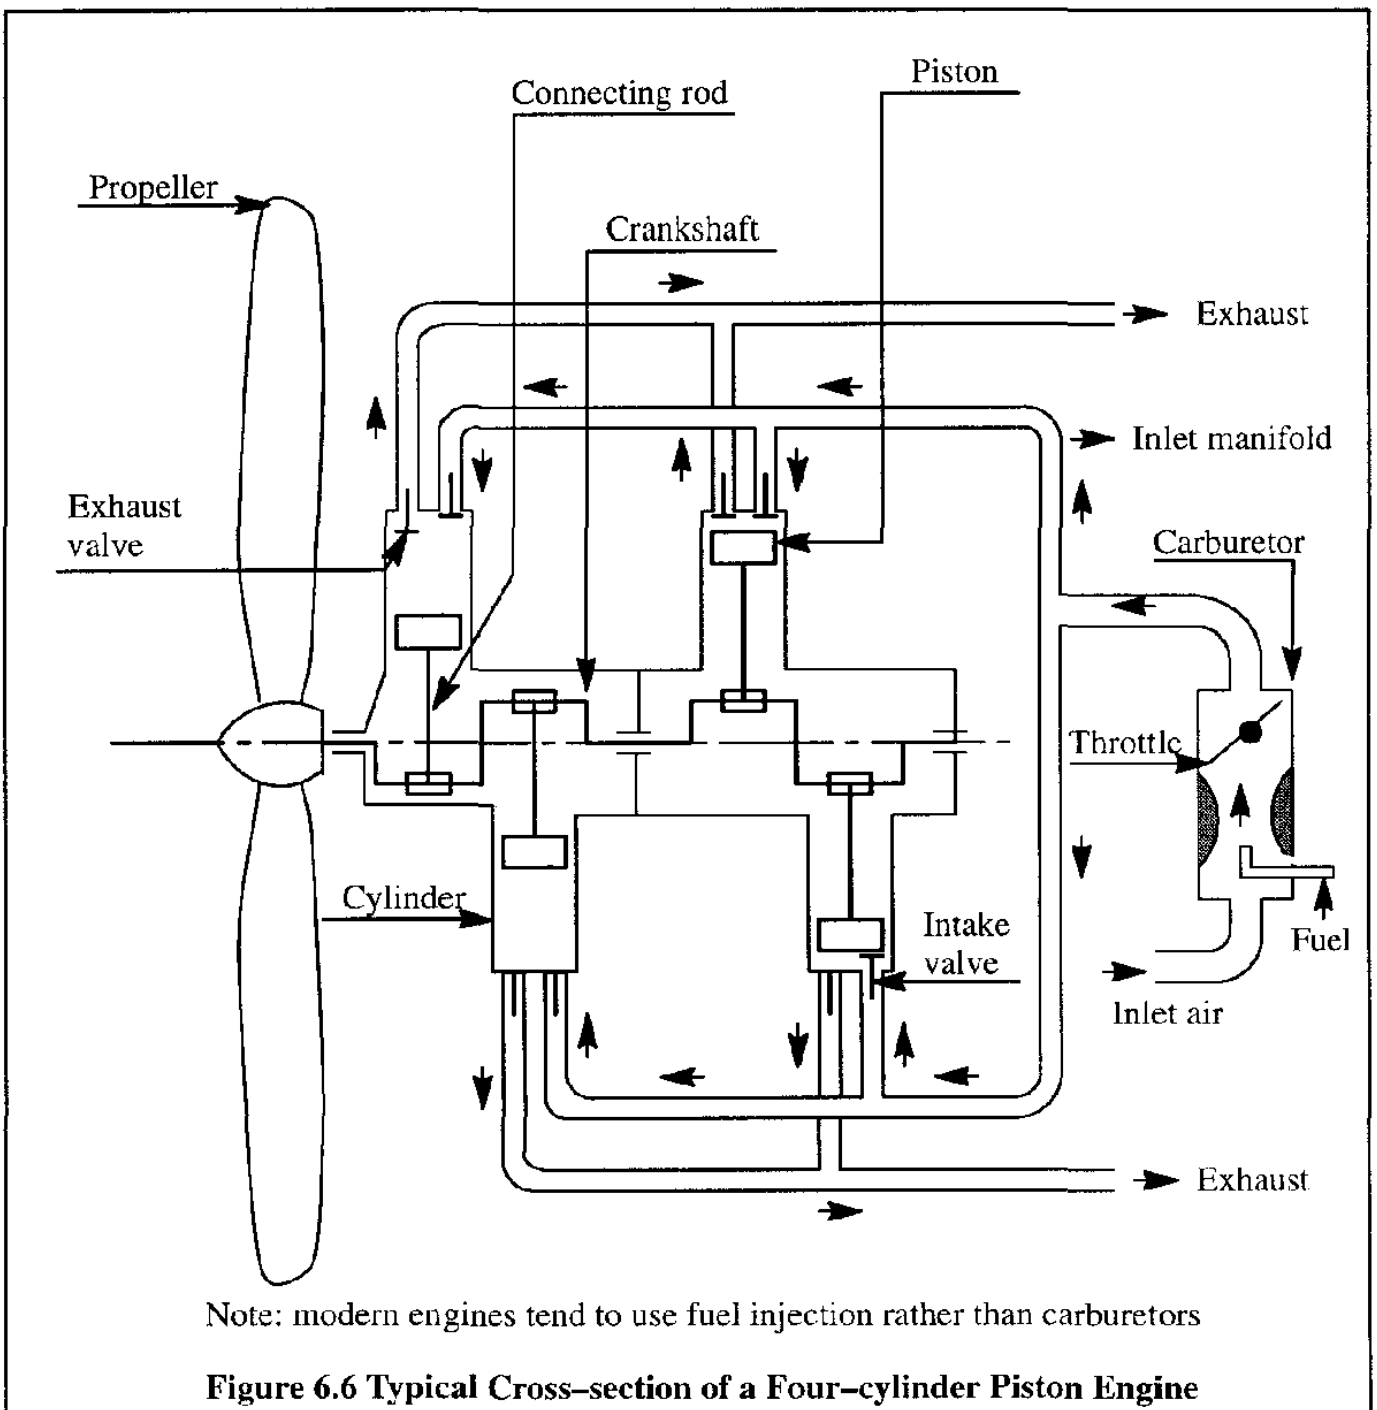 Piston
Connecting rod
Propeller
Crankshaft
Exhaust
Inlet manifold
Exhaust
valve
Carburetor
Throttle
Cylinder
Intake
valve
Fuel
Inlet air
Exhaust
Note: modern engines tend to use fuel injection rather than carburetors
Figure 6.6 Typical Cross–section of a Four–cylinder Piston Engine